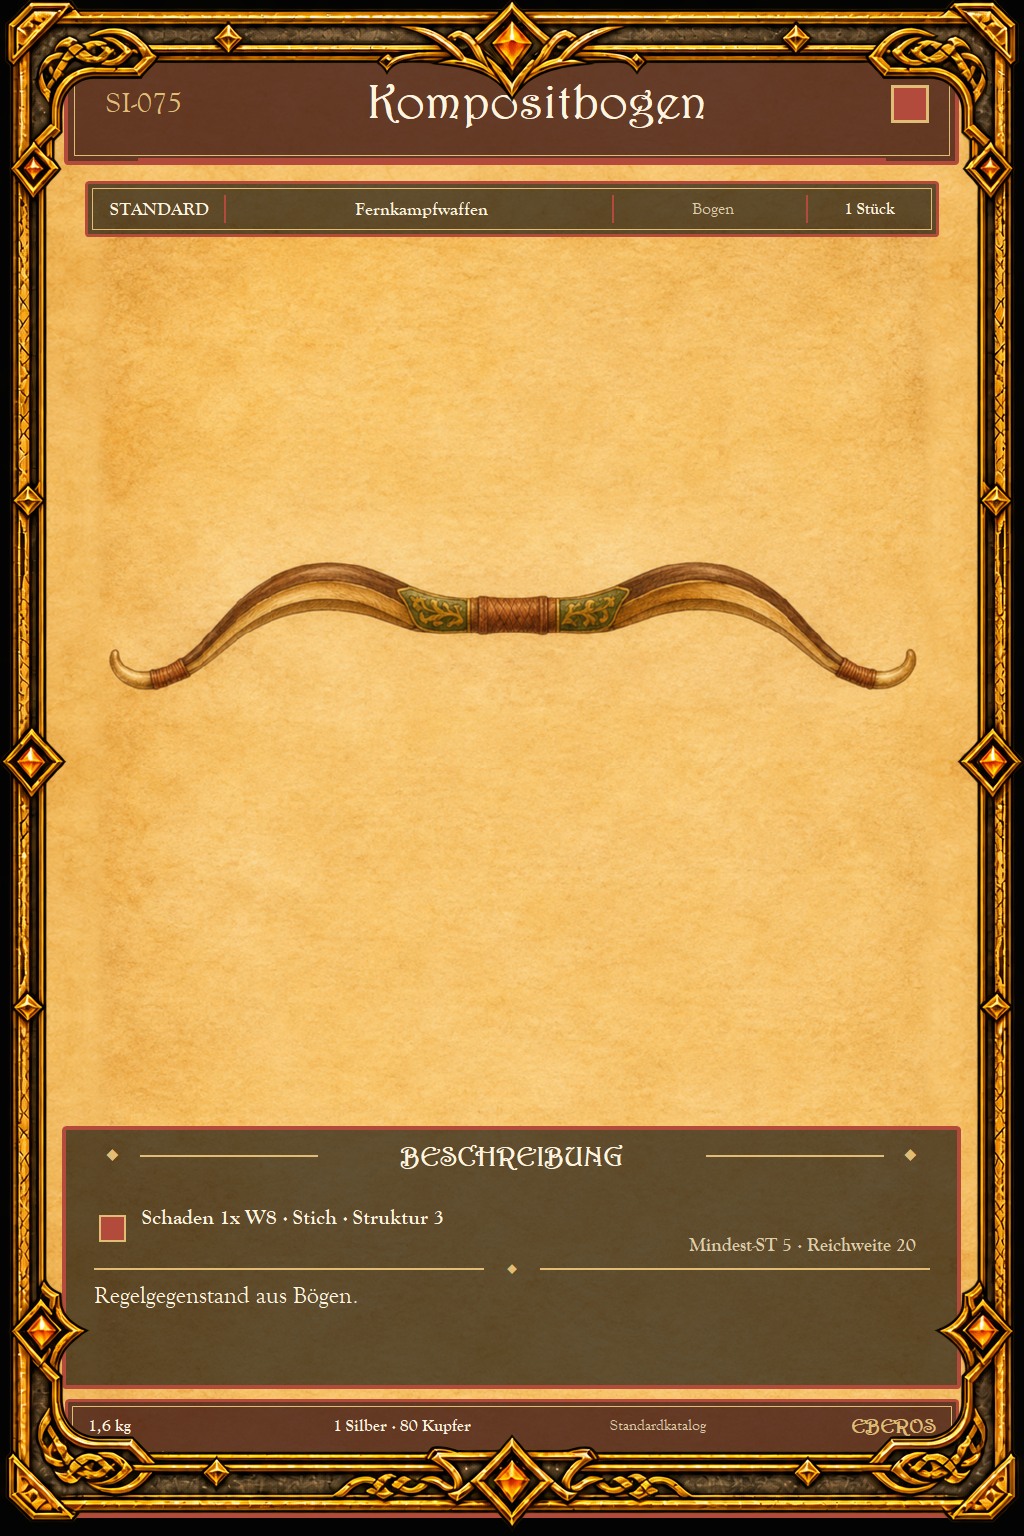 SI-075
Kompositbogen
STANDARD
Fernkampfwaffen
Bogen
1 Stück
BESCHREIBUNG
Schaden 1x W8 · Stich · Struktur 3
Mindest-ST 5 · Reichweite 20
Regelgegenstand aus Bögen.
1,6 kg
1 Silber · 80 Kupfer
Standardkatalog
EBEROS